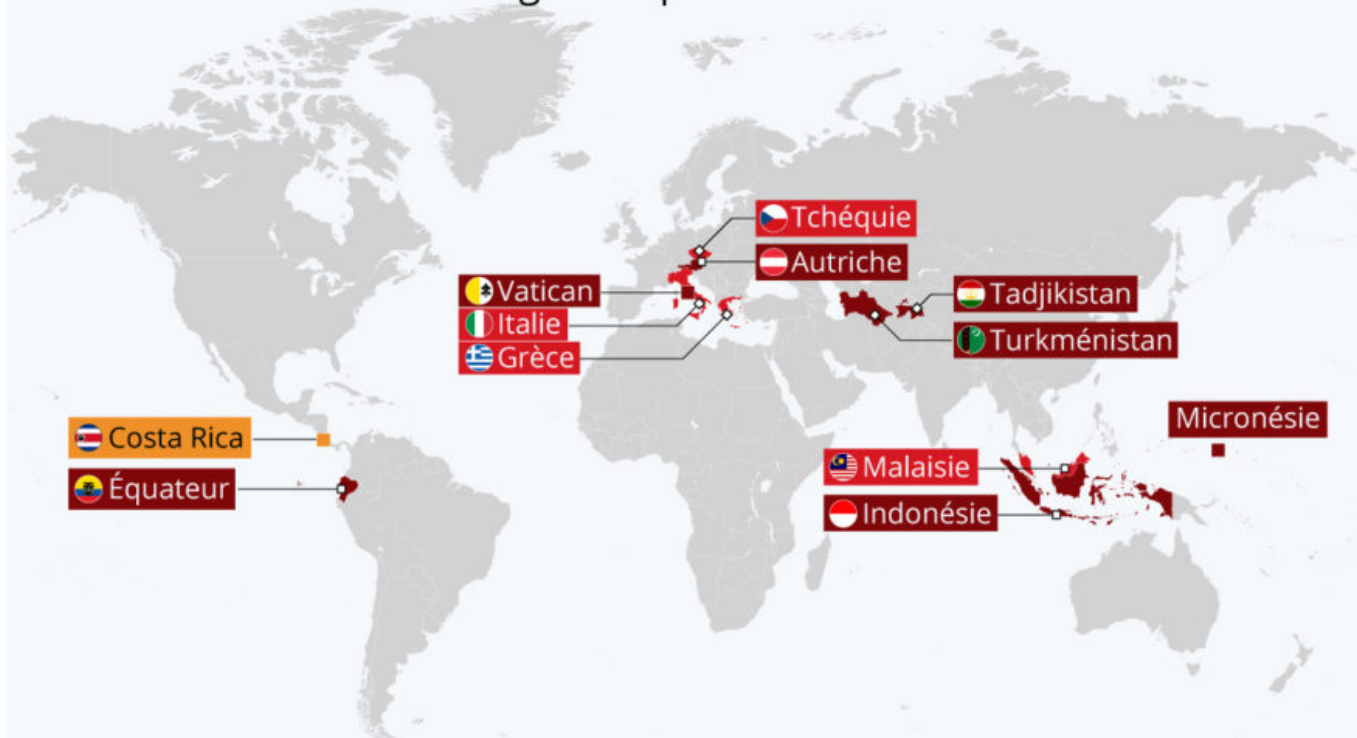 Tchéquie
Autriche
Vatican
Tadjikistan
Italie
Turkménistan
Grèce
Micronésie
Costa Rica
Malaisie
Équateur
Indonésie